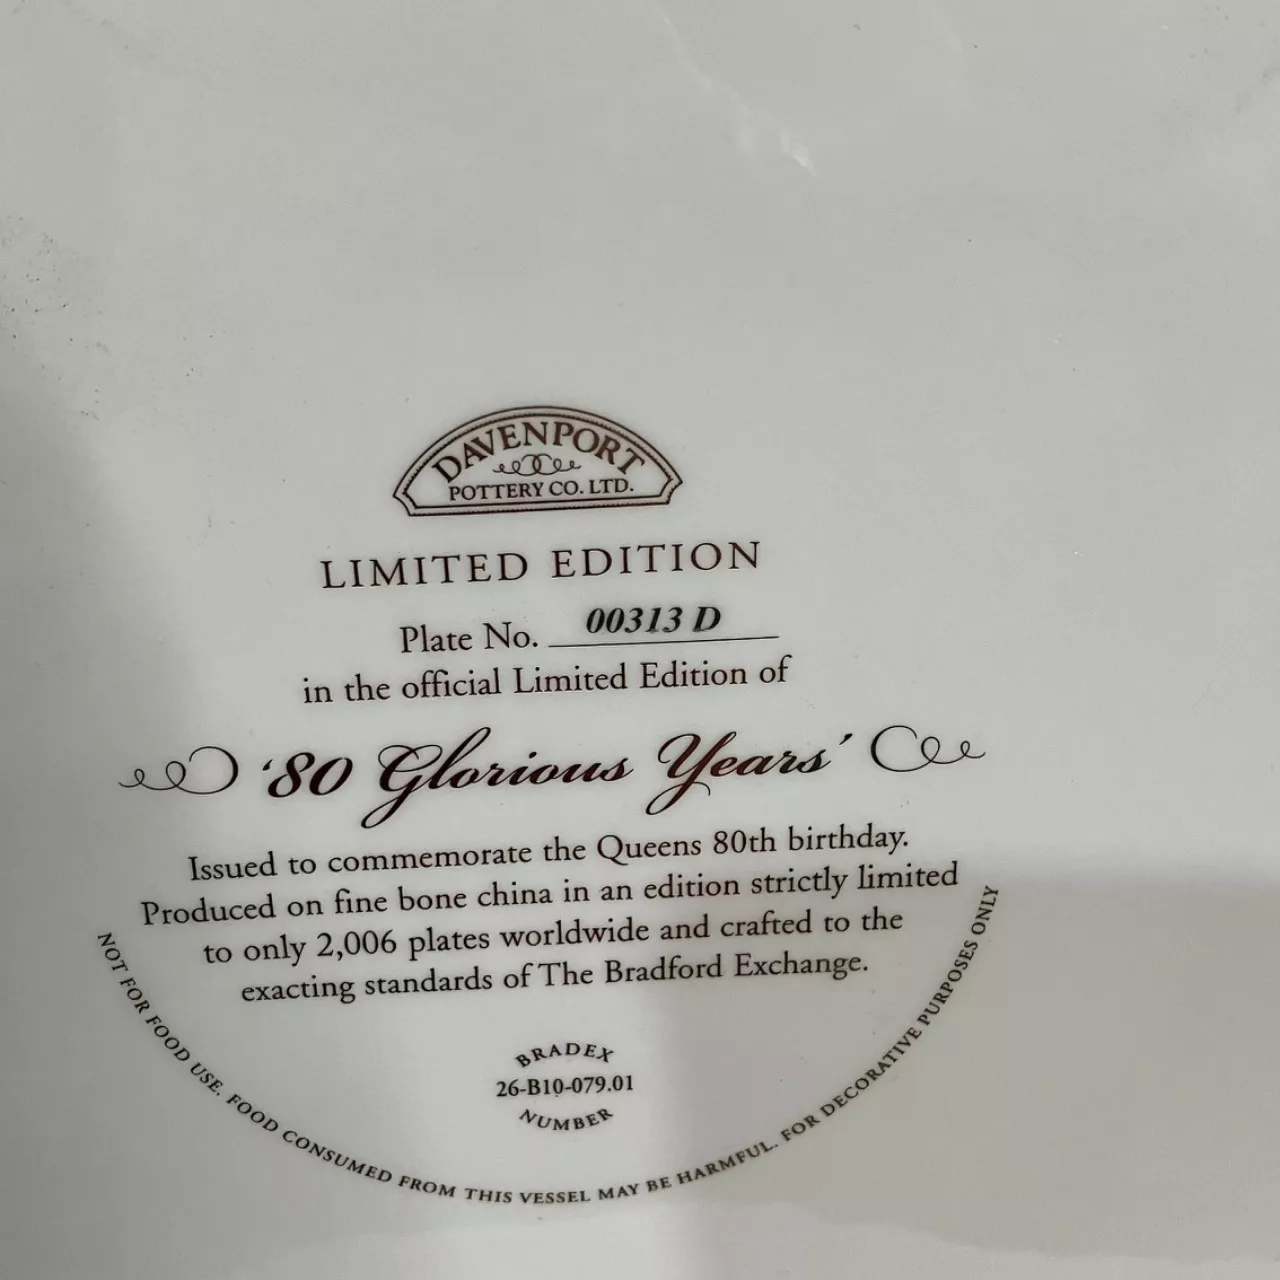 DAVENPORT
POTTERY CO. LTD.
LIMITED EDITION
Plate No. 00313 D
in the official Limited Edition of
‘80 Glorious Years’
Issued to commemorate the Queens 80th birthday.
Produced on fine bone china in an edition strictly limited
to only 2,006 plates worldwide and crafted to the
exacting standards of The Bradford Exchange.
BRADEX
26-B10-079.01
NUMBER
NOT FOR FOOD USE. FOOD CONSUMED FROM THIS VESSEL MAY BE HARMFUL. FOR DECORATIVE PURPOSES ONLY